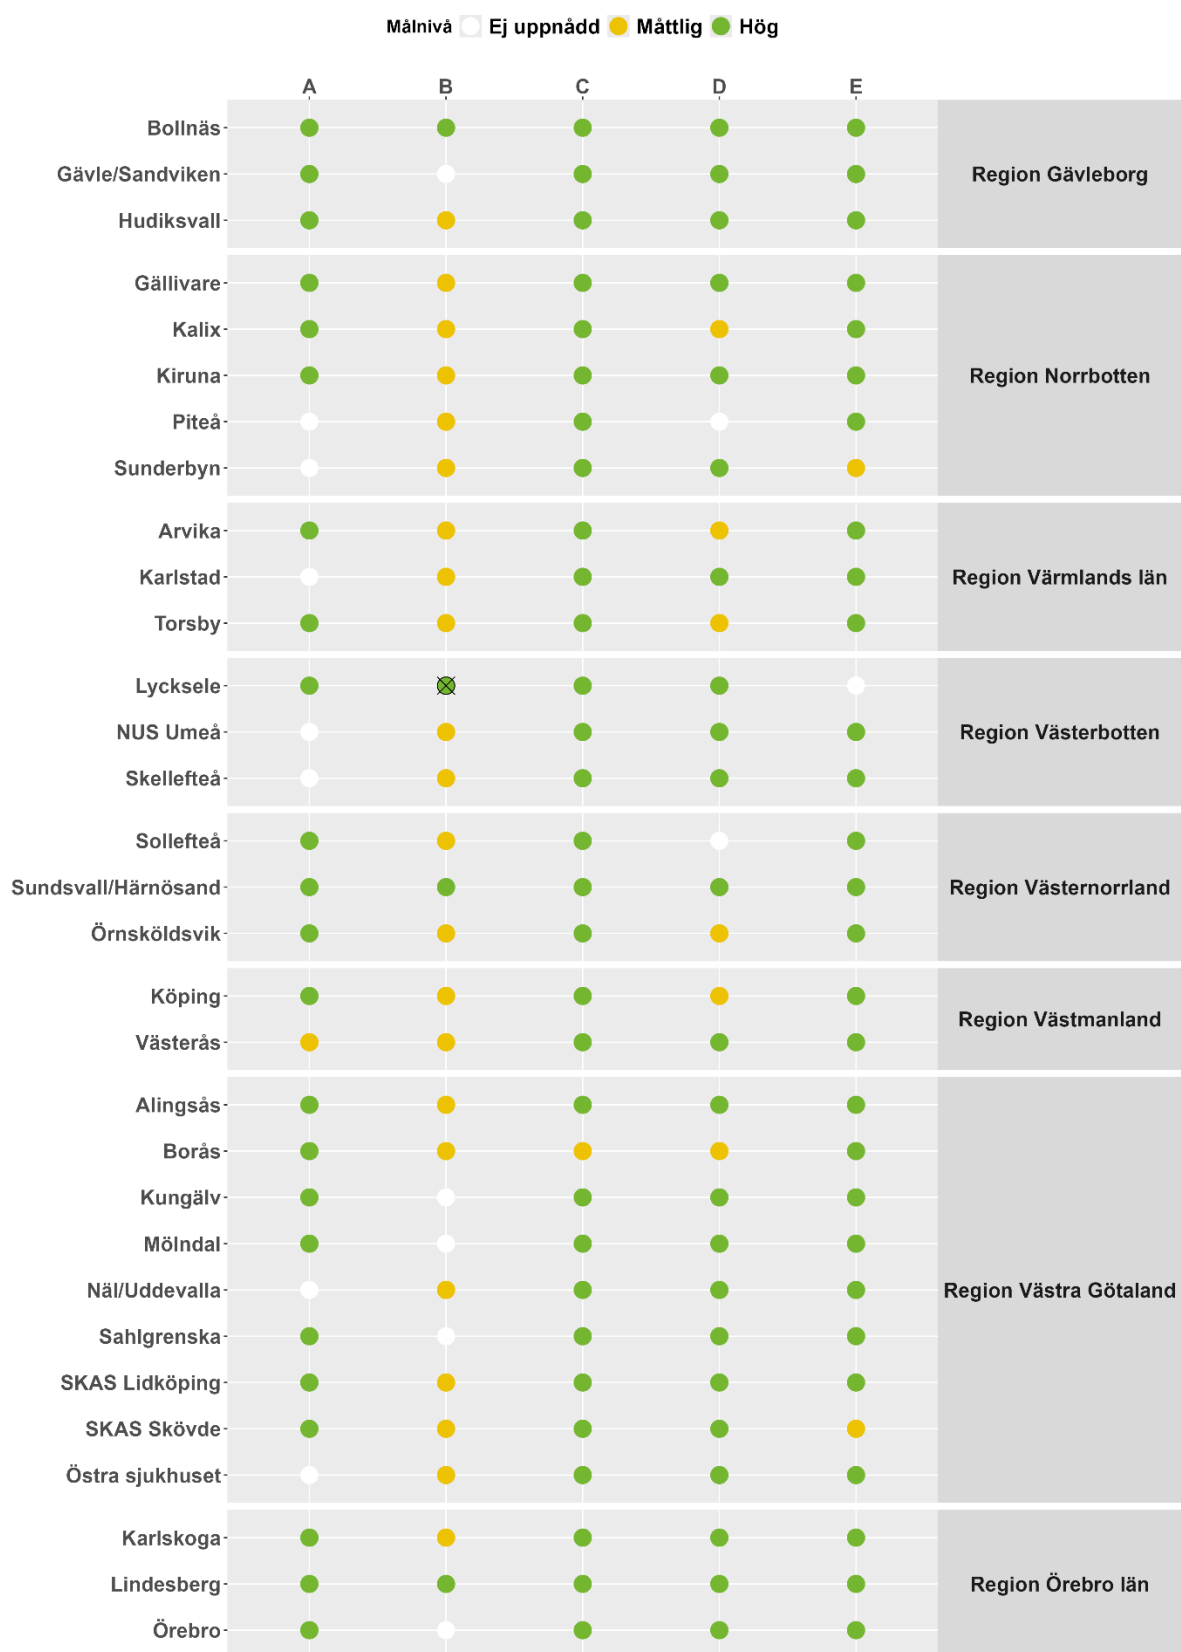 Målnivå Ej uppnådd Måttlig Hög
A B C D E
Bollnäs
Gävle/Sandviken
Hudiksvall
Region Gävleborg
Gällivare
Kalix
Kiruna
Piteå
Sunderbyn
Region Norrbotten
Arvika
Karlstad
Torsby
Region Värmlands län
Lycksele
NUS Umeå
Skellefteå
Region Västerbotten
Sollefteå
Sundsvall/Härnösand
Örnsköldsvik
Region Västernorrland
Köping
Västerås
Region Västmanland
Alingsås
Borås
Kungälv
Mölndal
Näl/Uddevalla
Sahlgrenska
SKAS Lidköping
SKAS Skövde
Östra sjukhuset
Region Västra Götaland
Karlskoga
Lindesberg
Örebro
Region Örebro län